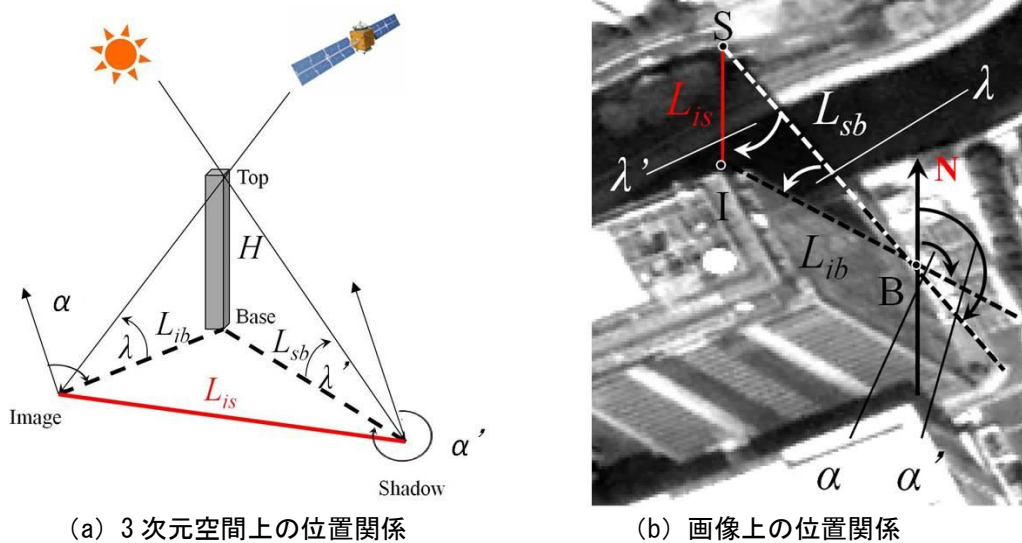 Top
H
Base
α
λ
L_ib
L_sb
λ'
L_is
Image
α'
Shadow
(a) 3次元空間上の位置関係
S
L_is
L_sb
λ
λ'
I
N
L_ib
B
α
α'
(b) 画像上の位置関係